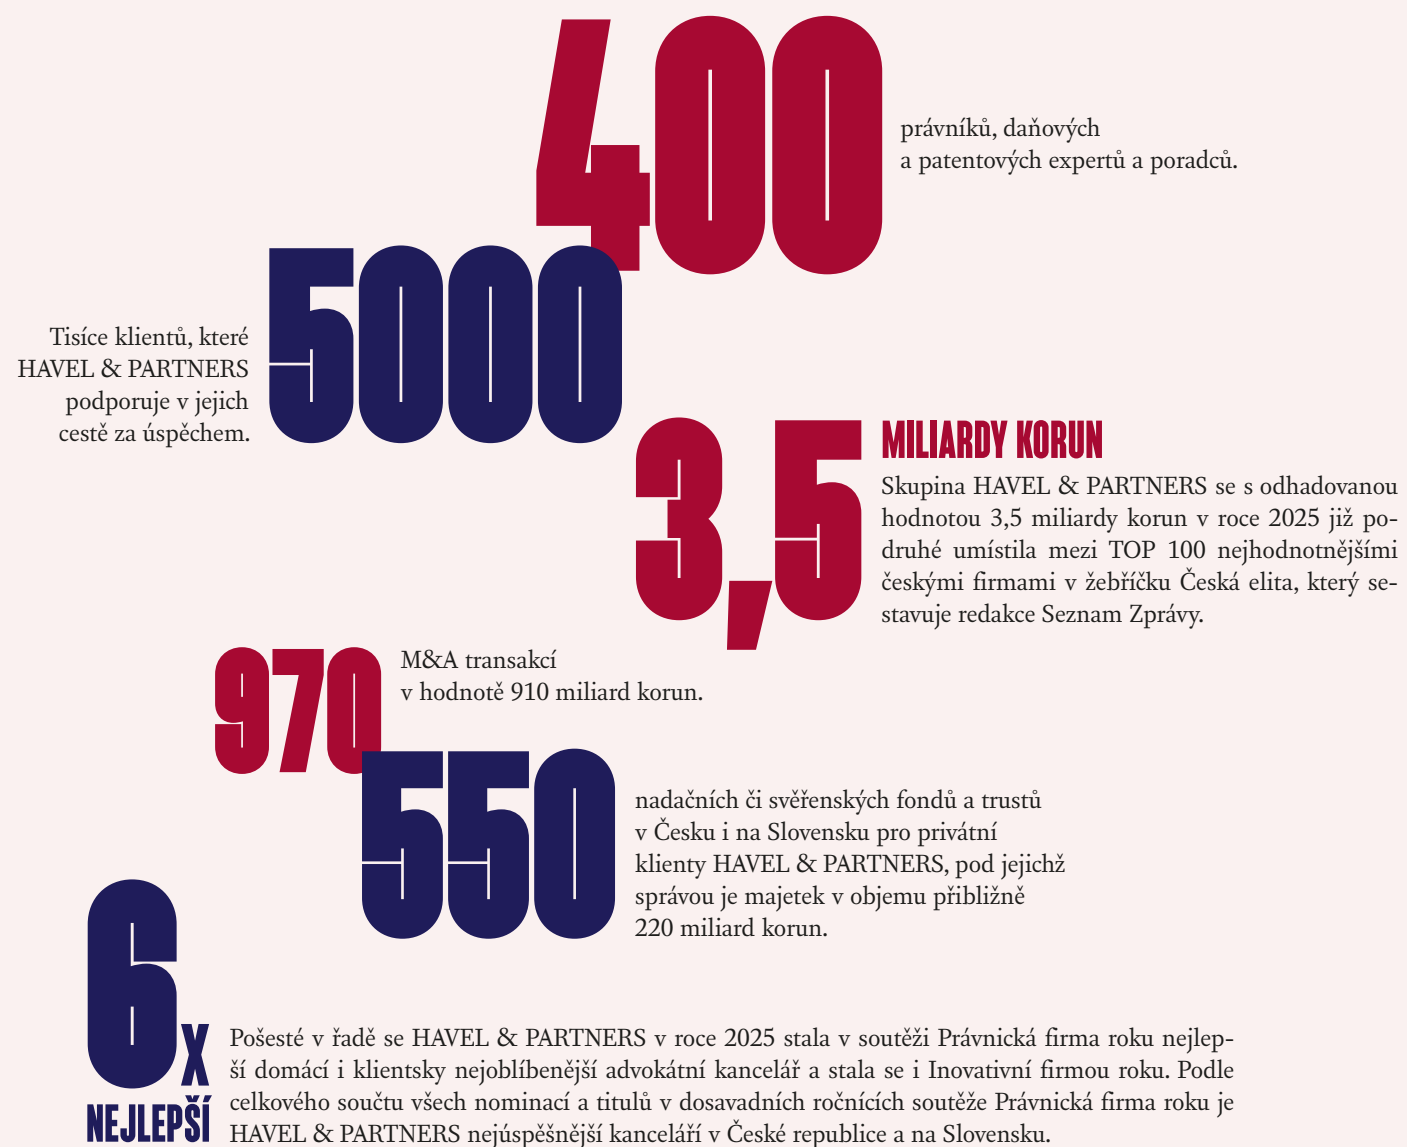 400
právníků, daňových
a patentových expertů a poradců.
5000
Tisíce klientů, které
HAVEL & PARTNERS
podporuje v jejich
cestě za úspěchem.
3,5
MILIARDY KORUN
Skupina HAVEL & PARTNERS se s odhadovanou
hodnotou 3,5 miliardy korun v roce 2025 již po-
druhé umístila mezi TOP 100 nejhodnotnějšími
českými firmami v žebříčku Česká elita, který se-
stavuje redakce Seznam Zprávy.
970
M&A transakcí
v hodnotě 910 miliard korun.
550
nadačních či svěřenských fondů a trustů
v Česku i na Slovensku pro privátní
klienty HAVEL & PARTNERS, pod jejichž
správou je majetek v objemu přibližně
220 miliard korun.
6x
NEJLEPŠÍ
Pošesté v řadě se HAVEL & PARTNERS v roce 2025 stala v soutěži Právnická firma roku nejlep-
ší domácí i klientsky nejoblíbenější advokátní kancelář a stala se i Inovativní firmou roku. Podle
celkového součtu všech nominací a titulů v dosavadních ročnících soutěže Právnická firma roku je
HAVEL & PARTNERS nejúspěšnější kanceláří v České republice a na Slovensku.